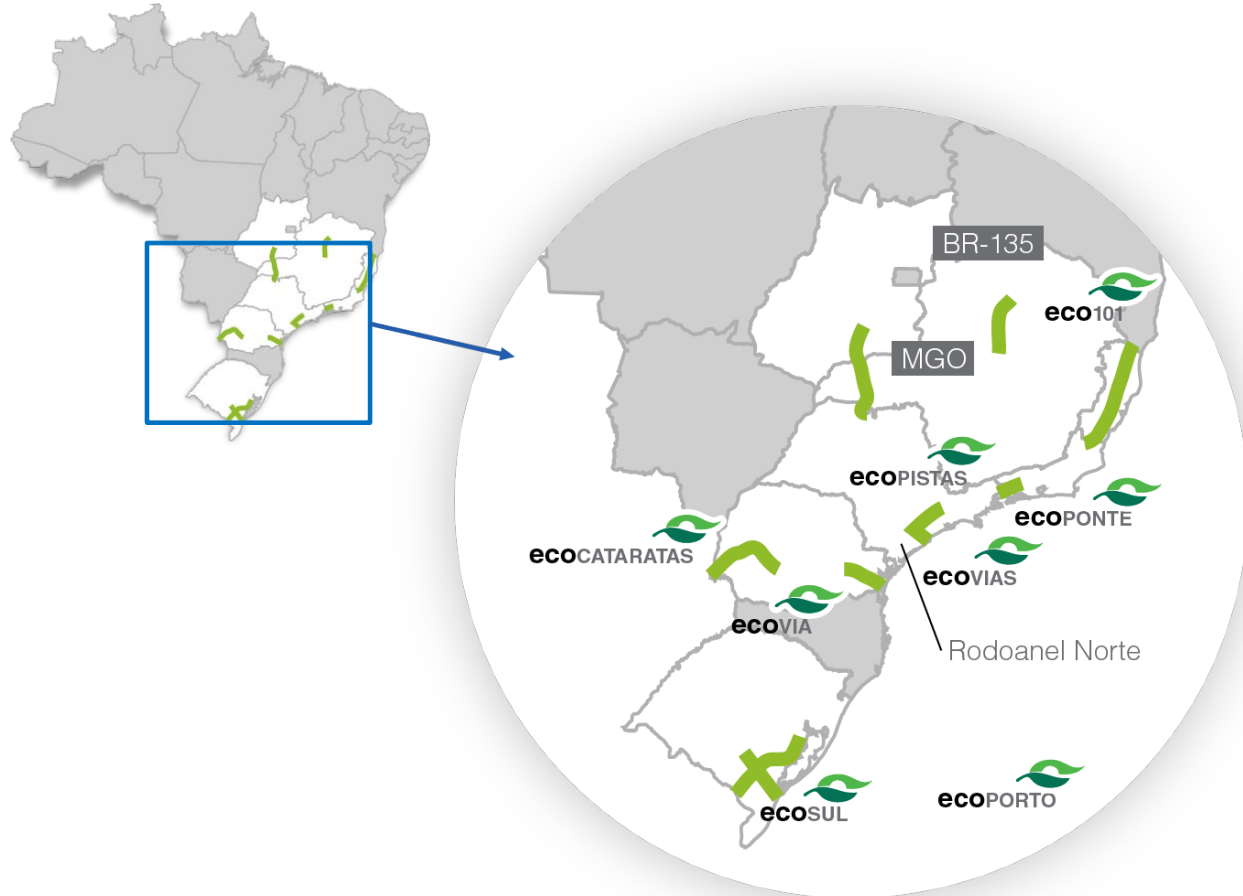 BR-135
eco101
MGO
ecoPISTAS
ecoPONTE
ecoCATARATAS
ecoVIAS
ecoVIA
Rodoanel Norte
ecoSUL
ecoPORTO